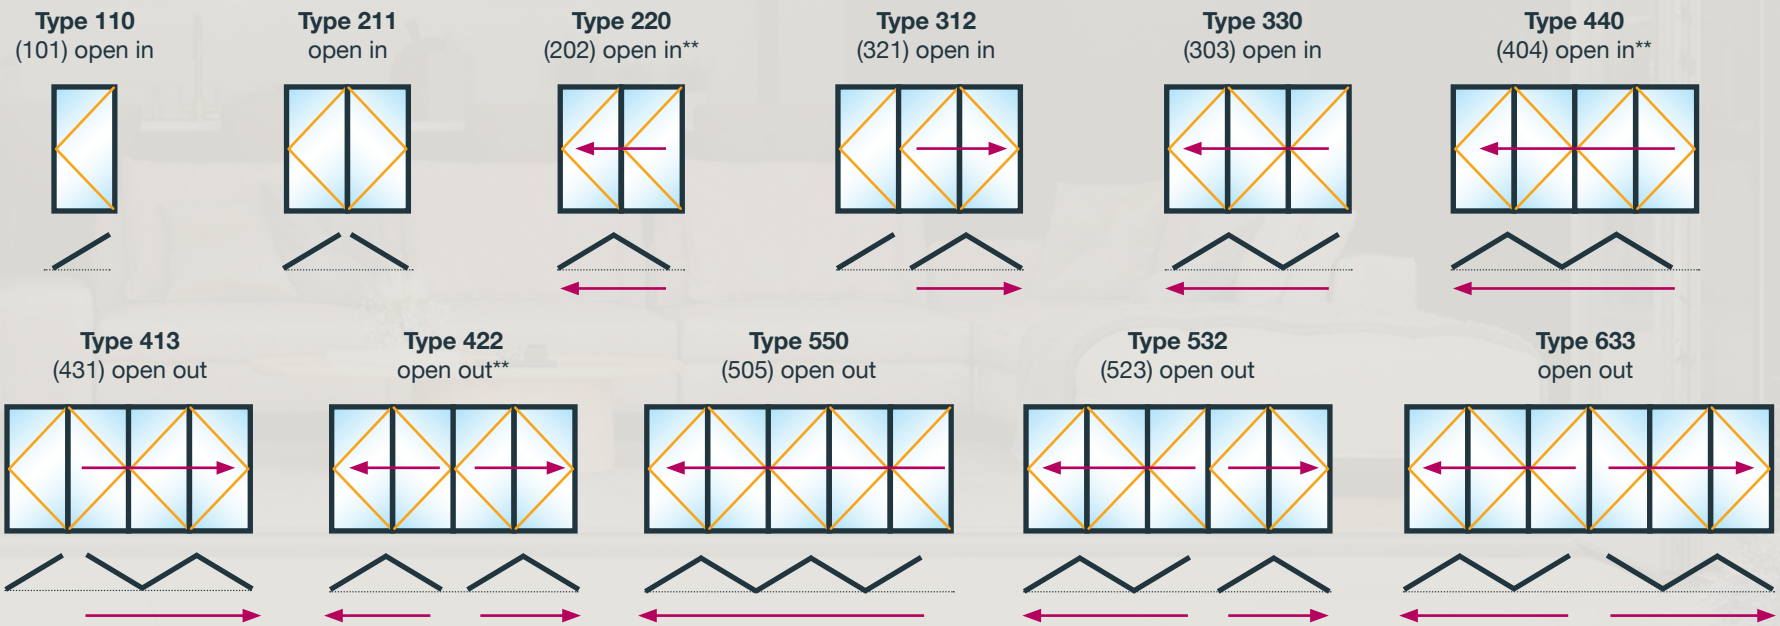 Type 110
(101) open in
Type 211
open in
Type 220
(202) open in**
Type 312
(321) open in
Type 330
(303) open in
Type 440
(404) open in**
Type 413
(431) open out
Type 422
open out**
Type 550
(505) open out
Type 532
(523) open out
Type 633
open out